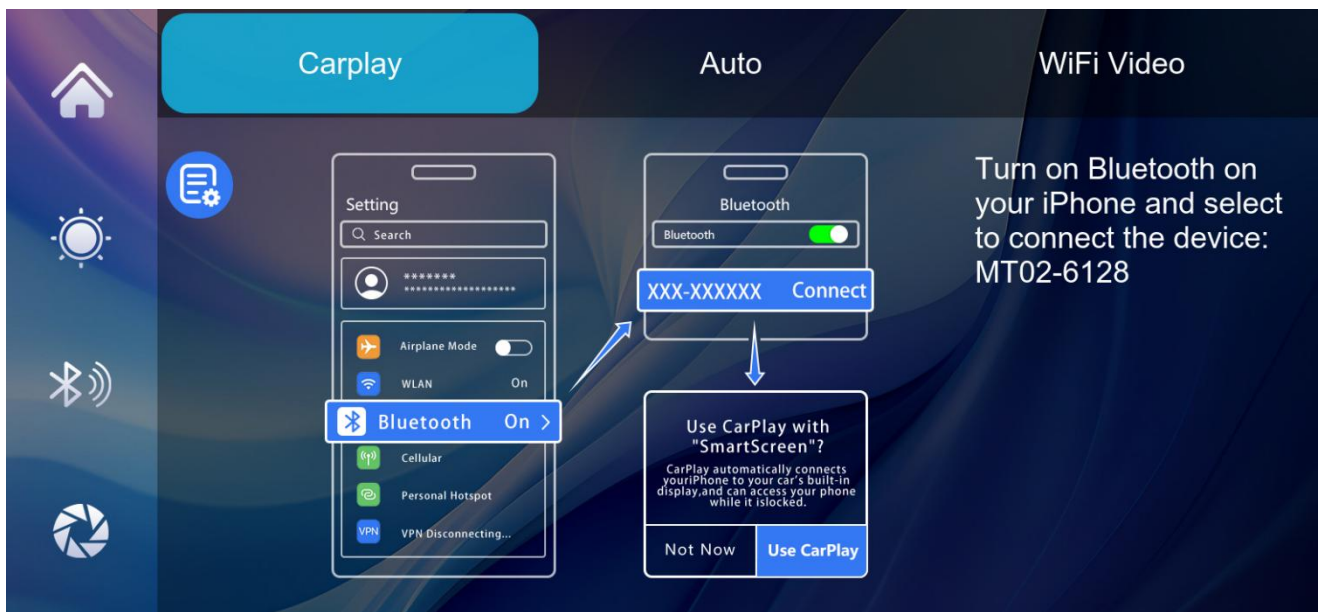 Carplay
Auto
WiFi Video
Setting
Search
*******
*******************
Airplane Mode
WLAN On
Bluetooth On >
Cellular
Personal Hotspot
VPN VPN Disconnecting...
Bluetooth
Bluetooth
XXX-XXXXXX Connect
Use CarPlay with
"SmartScreen"?
CarPlay automatically connects
youriPhone to your car's built-in
display,and can access your phone
while it islocked.
Not Now
Use CarPlay
Turn on Bluetooth on
your iPhone and select
to connect the device:
MT02-6128